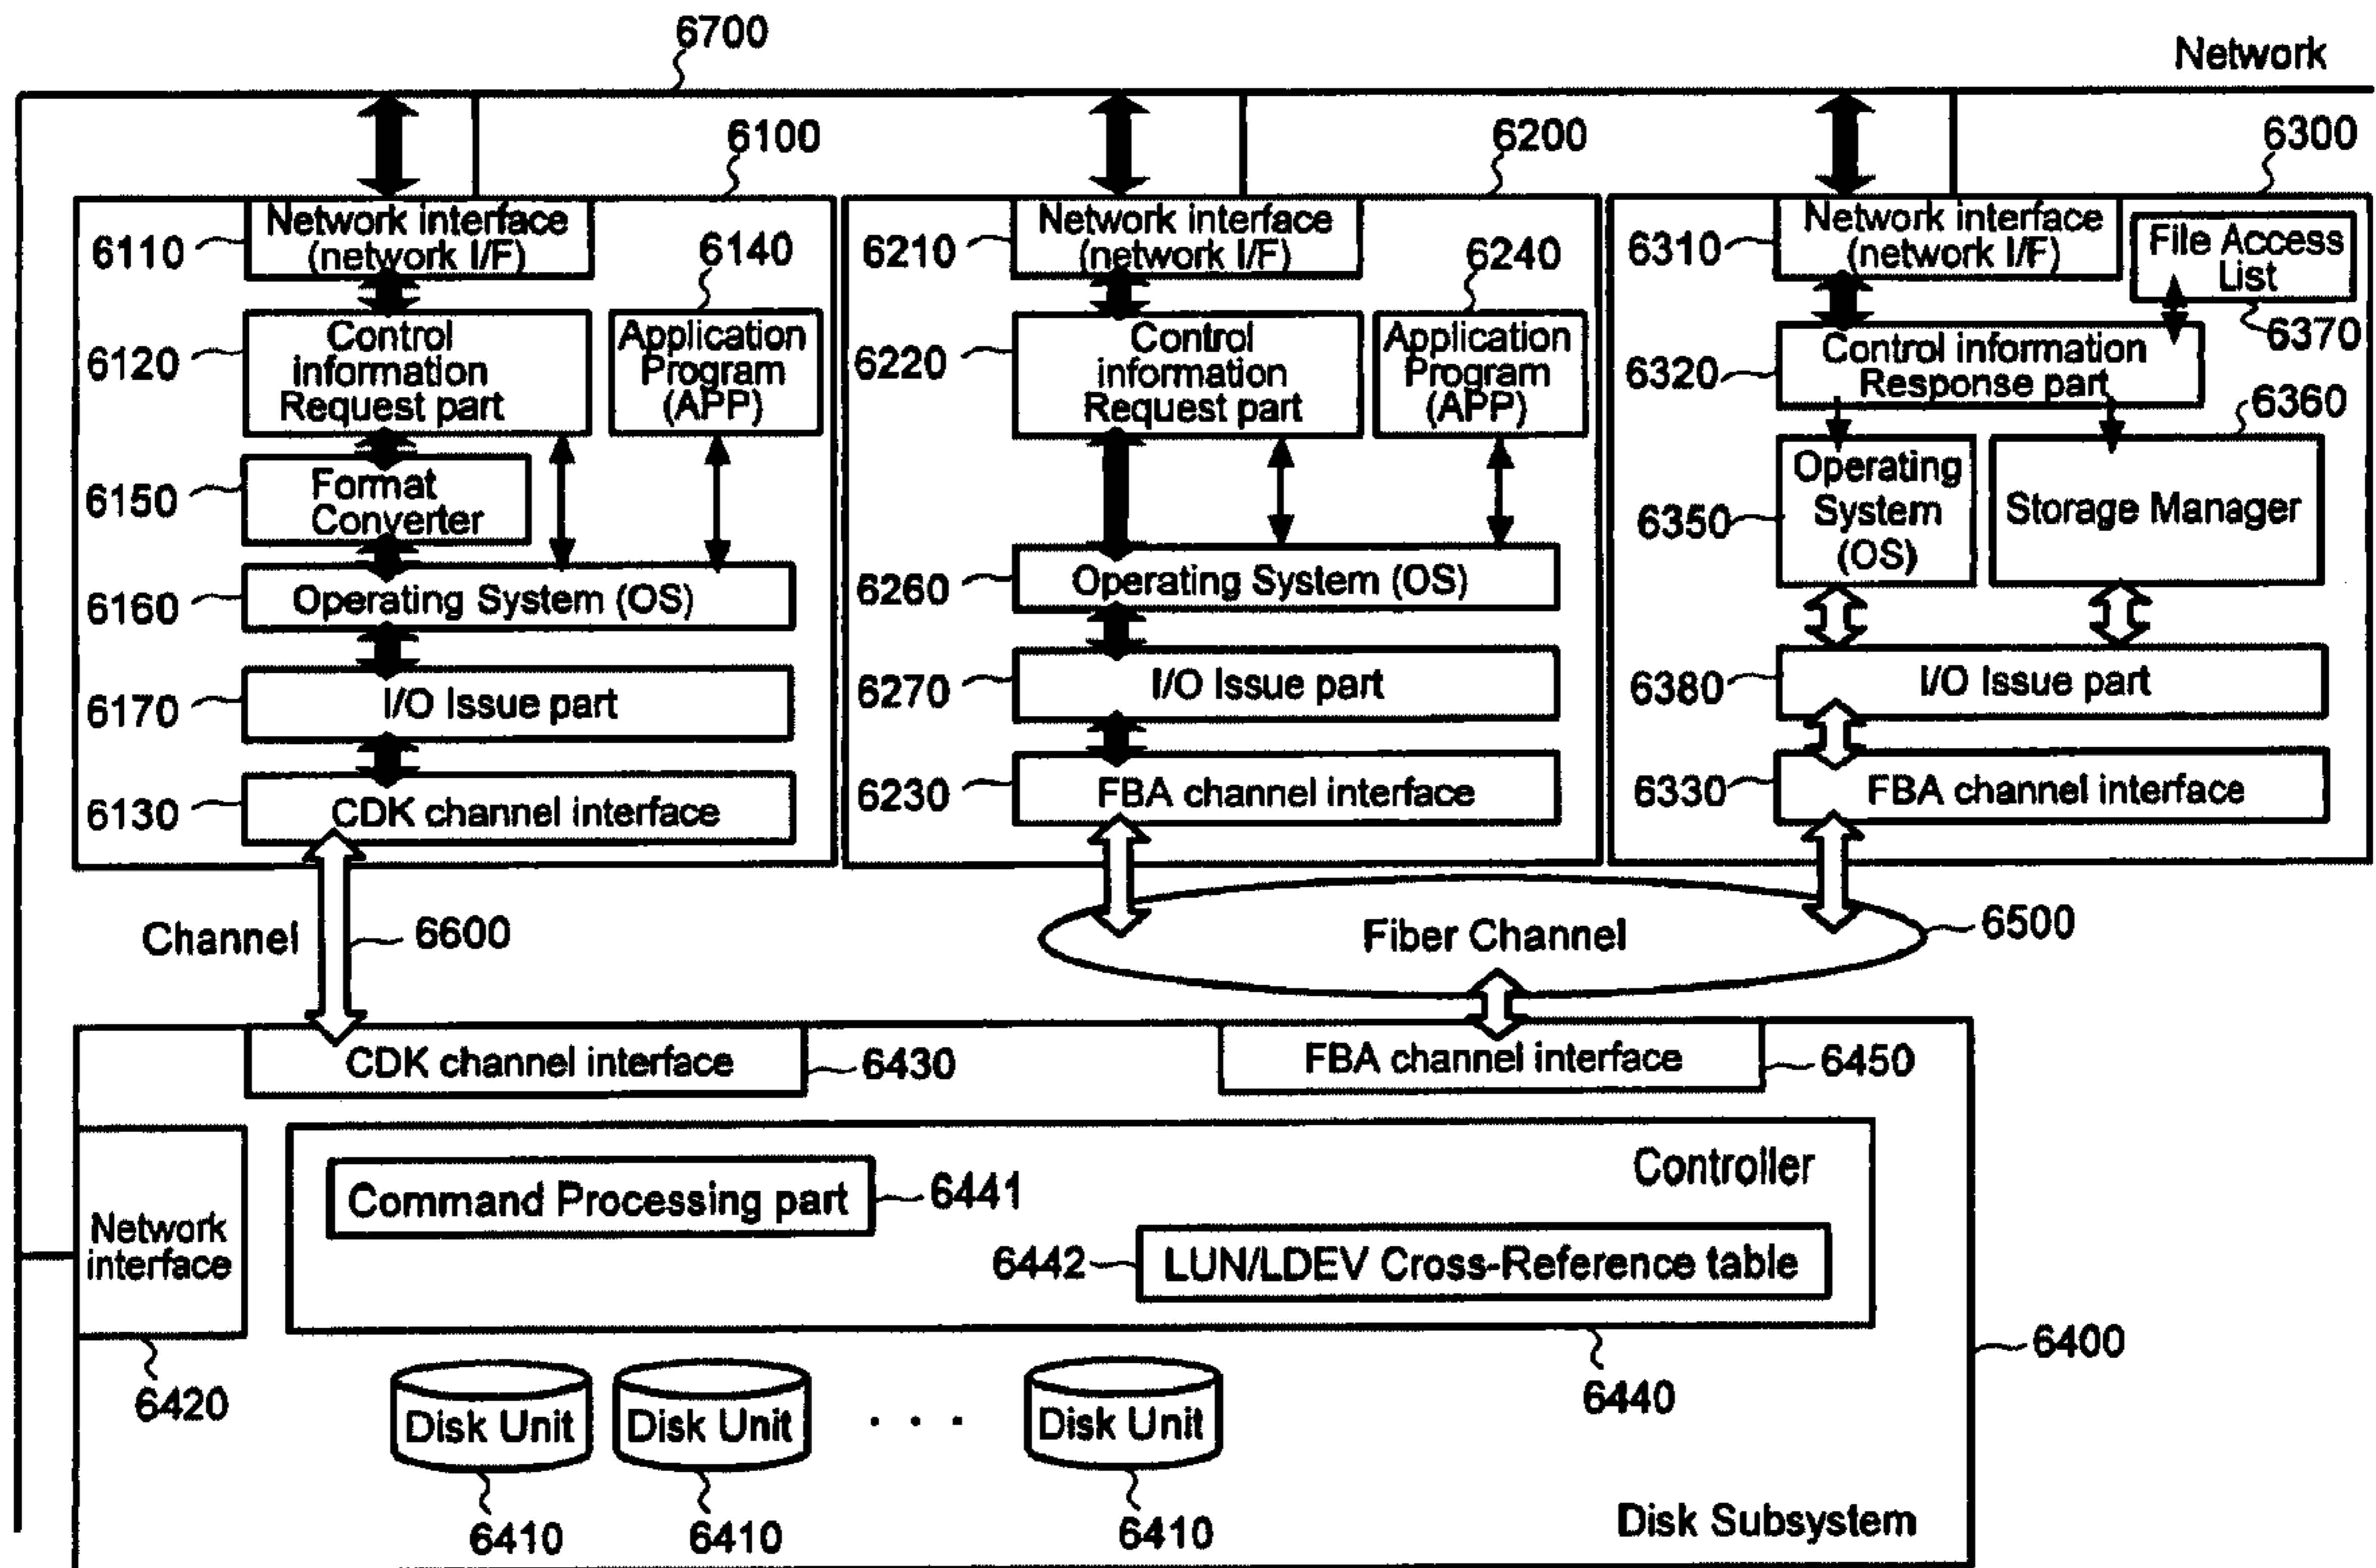 6700
Network
6100
6200
6300
Network interface
(network I/F)
6110
6140
Control
information
Request part
6120
Application
Program
(APP)
Format
Converter
6150
Operating System (OS)
6160
I/O Issue part
6170
CDK channel interface
6130
Network interface
(network I/F)
6210
6240
Control
information
Request part
6220
Application
Program
(APP)
Operating System (OS)
6260
I/O Issue part
6270
FBA channel interface
6230
Network interface
(network I/F)
6310
File Access
List
6370
Control information
Response part
6320
6360
Operating
System
(OS)
6350
Storage Manager
I/O Issue part
6380
FBA channel interface
6330
Channel
6600
Fiber Channel
6500
CDK channel interface
6430
FBA channel interface
6450
Controller
Command Processing part
6441
6442
LUN/LDEV Cross-Reference table
Network
interface
6420
6440
6400
Disk Unit
Disk Unit
. . .
Disk Unit
6410
6410
6410
Disk Subsystem